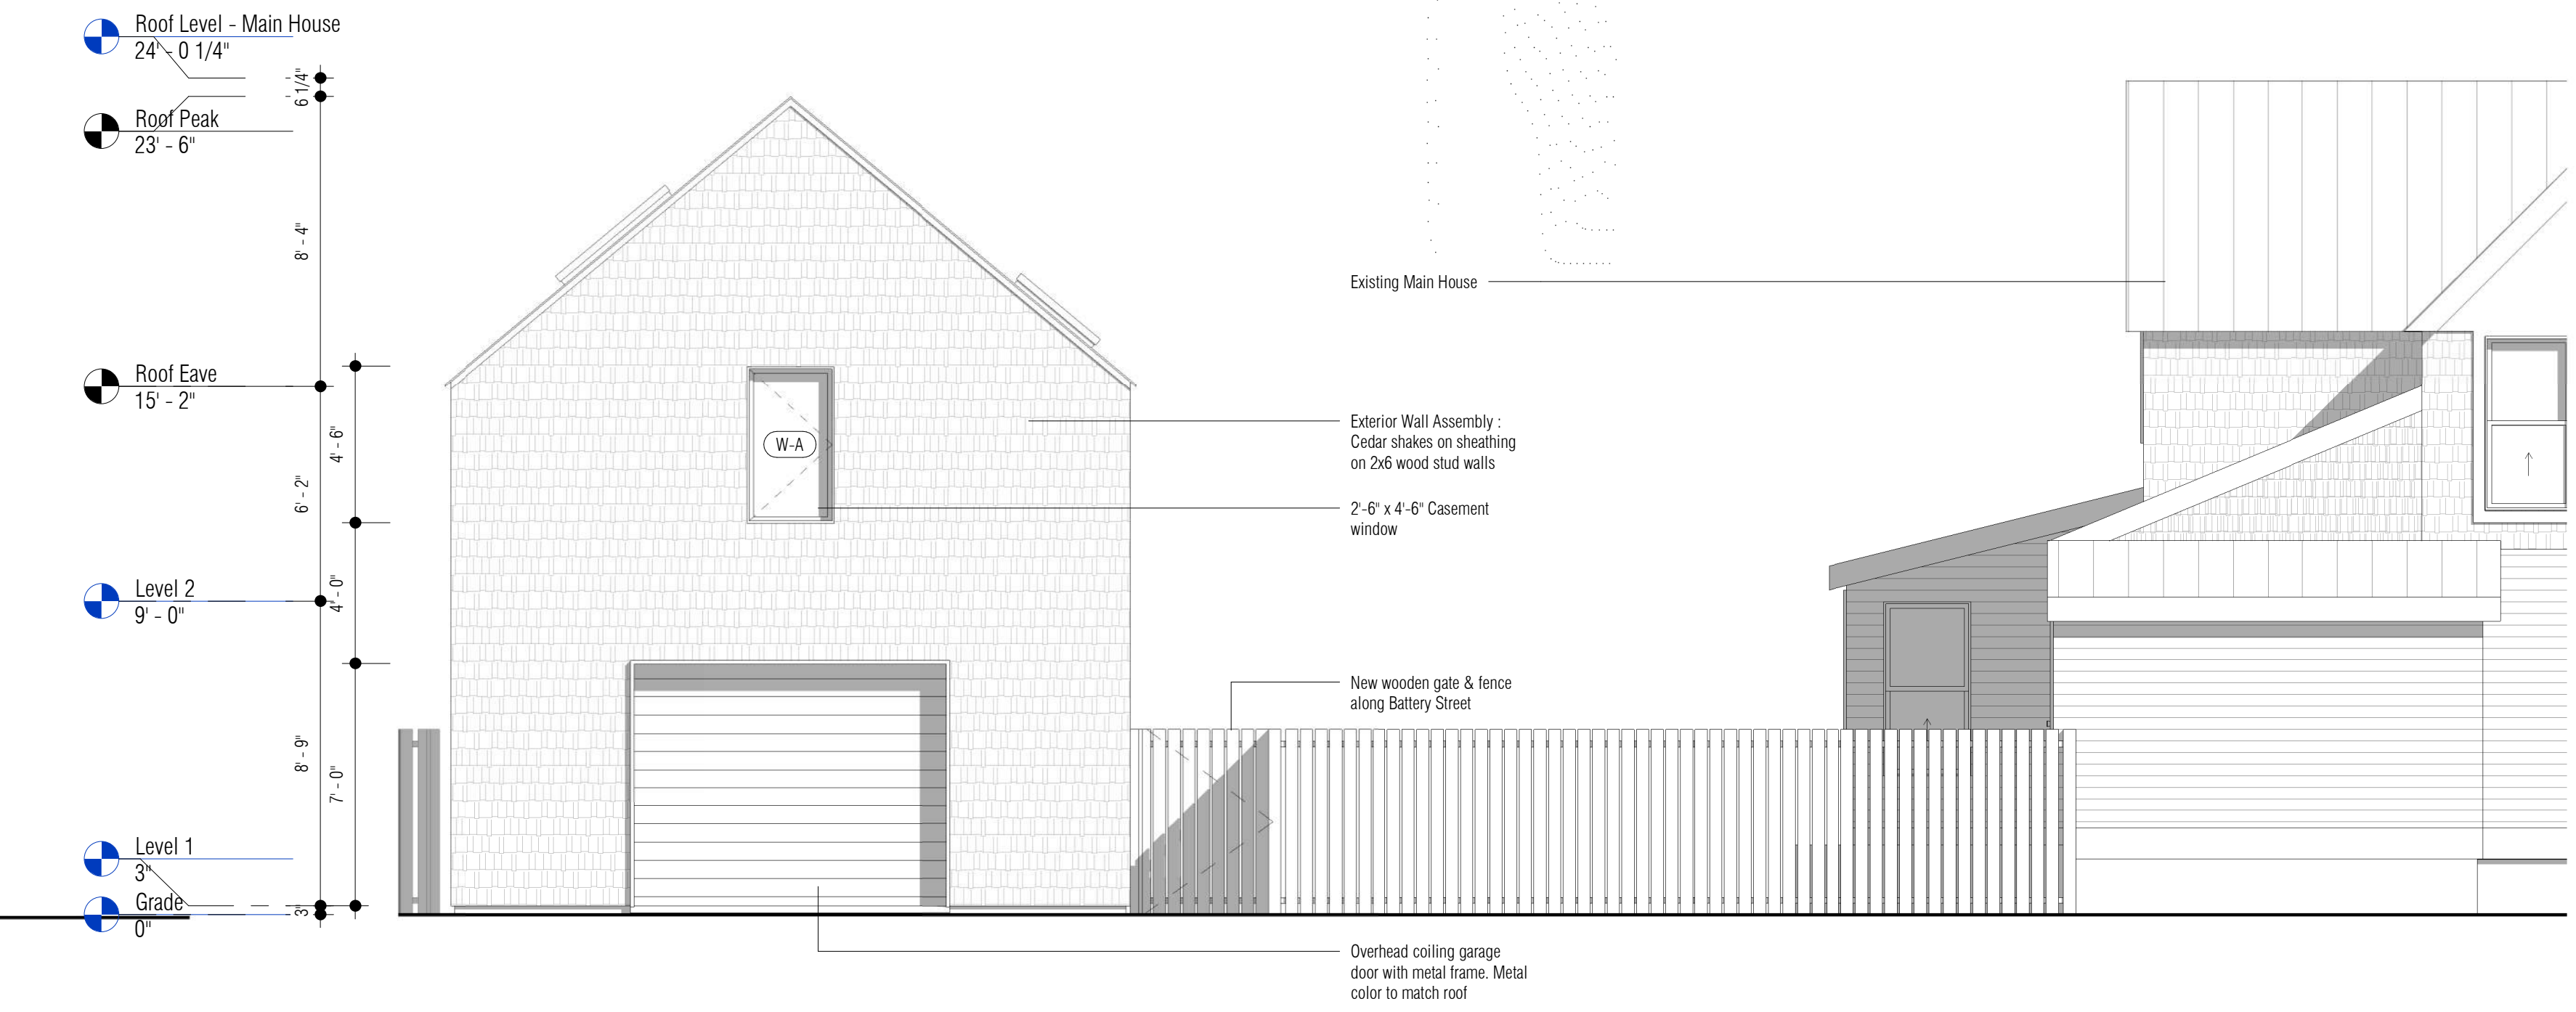 Roof Level - Main House
24' - 0 1/4"
6 1/4"
Roof Peak
23' - 6"
8' - 4"
Existing Main House
Roof Eave
15' - 2"
4' - 6"
6' - 2"
W-A
Exterior Wall Assembly :
Cedar shakes on sheathing
on 2x6 wood stud walls
2'-6" x 4'-6" Casement
window
Level 2
9' - 0"
4' - 0"
New wooden gate & fence
along Battery Street
8' - 9"
7' - 0"
Level 1
3"
Grade
0"
3"
Overhead coiling garage
door with metal frame. Metal
color to match roof